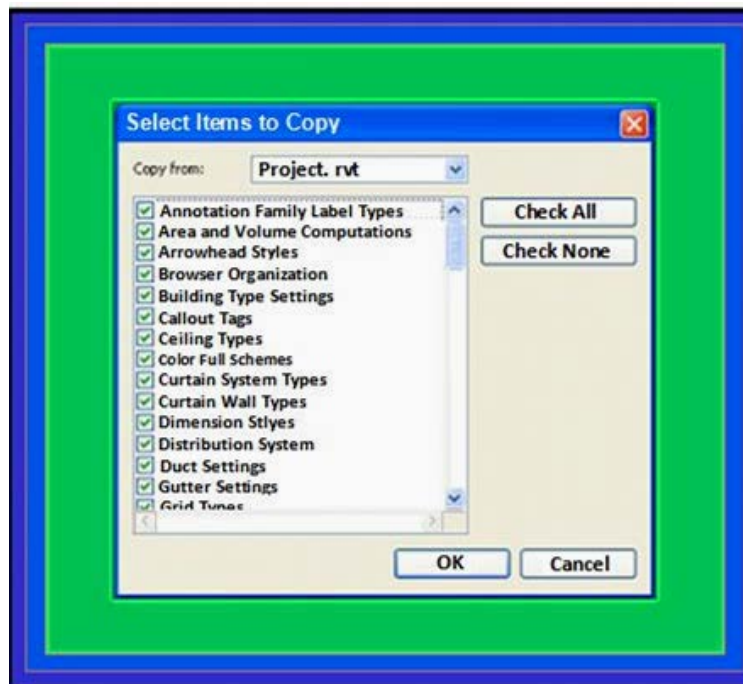 Select Items to Copy
Copy from: Project. rvt
Annotation Family Label Types
Area and Volume Computations
Arrowhead Styles
Browser Organization
Building Type Settings
Callout Tags
Ceiling Types
Color Full Schemes
Curtain System Types
Curtain Wall Types
Dimension Stlyes
Distribution System
Duct Settings
Gutter Settings
Grid Types
Check All
Check None
OK
Cancel